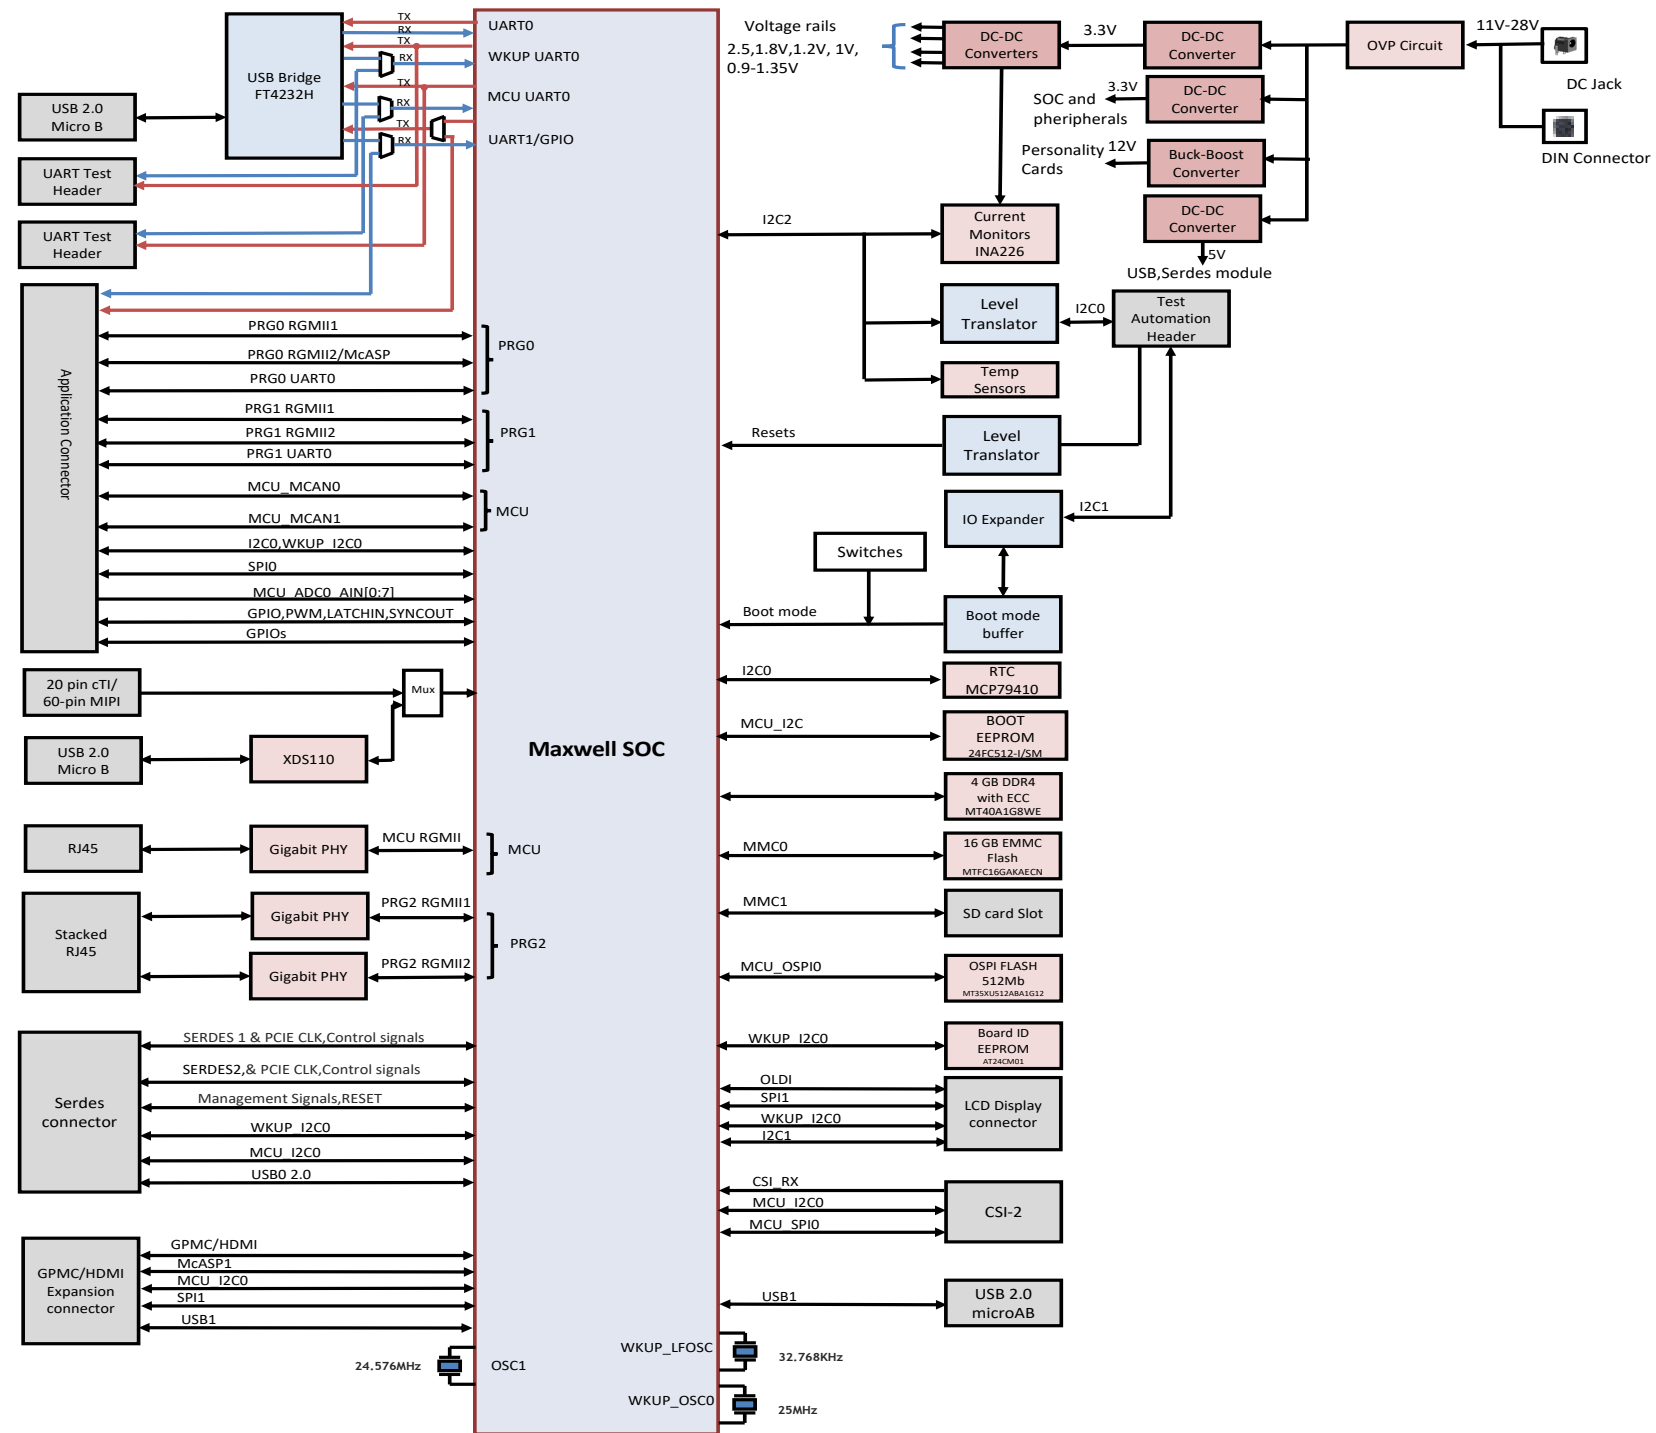 TX
RX
TX
RX
TX
RX
TX
RX
UART0
WKUP UART0
MCU UART0
UART1/GPIO
USB Bridge
FT4232H
USB 2.0
Micro B
UART Test
Header
UART Test
Header
Application Connector
PRG0 RGMII1
PRG0 RGMII2/McASP
PRG0 UART0
PRG0
PRG1 RGMII1
PRG1 RGMII2
PRG1 UART0
PRG1
MCU_MCAN0
MCU_MCAN1
MCU
I2C0,WKUP_I2C0
SPI0
MCU_ADC0_AIN[0:7]
GPIO,PWM,LATCHIN,SYNCOUT
GPIOs
20 pin cTI/
60-pin MIPI
Mux
USB 2.0
Micro B
XDS110
Maxwell SOC
RJ45
Gigabit PHY
MCU RGMII
MCU
Stacked
RJ45
Gigabit PHY
PRG2 RGMII1
Gigabit PHY
PRG2 RGMII2
PRG2
Serdes
connector
SERDES 1 & PCIE CLK,Control signals
SERDES2,& PCIE CLK,Control signals
Management Signals,RESET
WKUP_I2C0
MCU_I2C0
USB0 2.0
GPMC/HDMI
Expansion
connector
GPMC/HDMI
McASP1
MCU_I2C0
SPI1
USB1
24.576MHz
OSC1
Voltage rails
2.5,1.8V,1.2V, 1V,
0.9-1.35V
DC-DC
Converters
3.3V
DC-DC
Converter
OVP Circuit
11V-28V
DC Jack
DIN Connector
SOC and
pheripherals
3.3V
DC-DC
Converter
Personality
Cards
12V
Buck-Boost
Converter
DC-DC
Converter
5V
USB,Serdes module
I2C2
Current
Monitors
INA226
Level
Translator
I2C0
Test
Automation
Header
Temp
Sensors
Resets
Level
Translator
IO Expander
I2C1
Switches
Boot mode
Boot mode
buffer
I2C0
RTC
MCP79410
MCU_I2C
BOOT
EEPROM
24FC512-I/SM
4 GB DDR4
with ECC
MT40A1G8WE
MMC0
16 GB EMMC
Flash
MTFC16GAKAECN
MMC1
SD card Slot
MCU_OSPI0
OSPI FLASH
512Mb
MT35XU512ABA1G12
WKUP_I2C0
Board ID
EEPROM
AT24CM01
OLDI
SPI1
WKUP_I2C0
I2C1
LCD Display
connector
CSI_RX
MCU_I2C0
MCU_SPI0
CSI-2
USB1
USB 2.0
microAB
WKUP_LFOSC
32.768KHz
WKUP_OSC0
25MHz